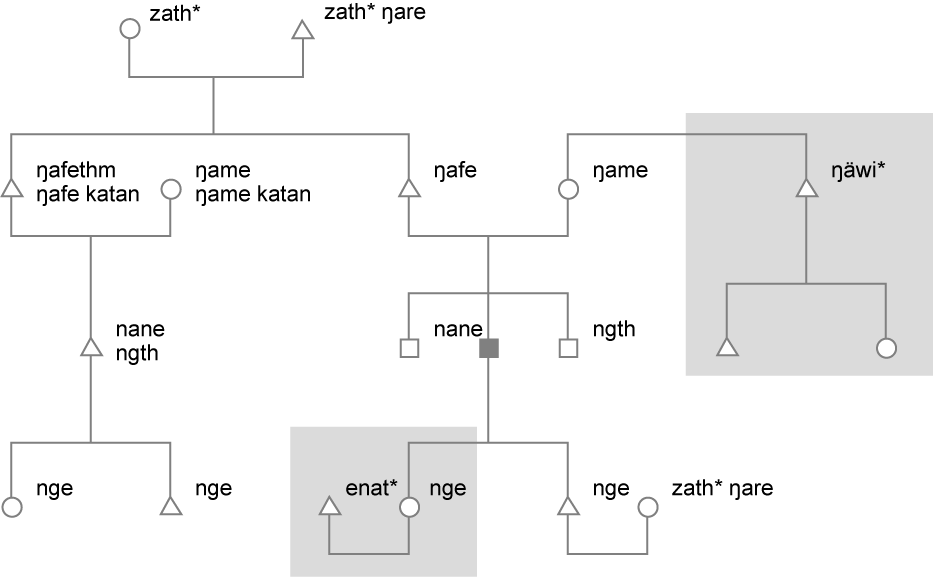 zath*
zath* ŋare
ŋafethm
ŋafe katan
ŋame
ŋame katan
ŋafe
ŋame
ŋäwi*
nane
ngth
nane
ngth
nge
nge
enat*
nge
nge
zath* ŋare